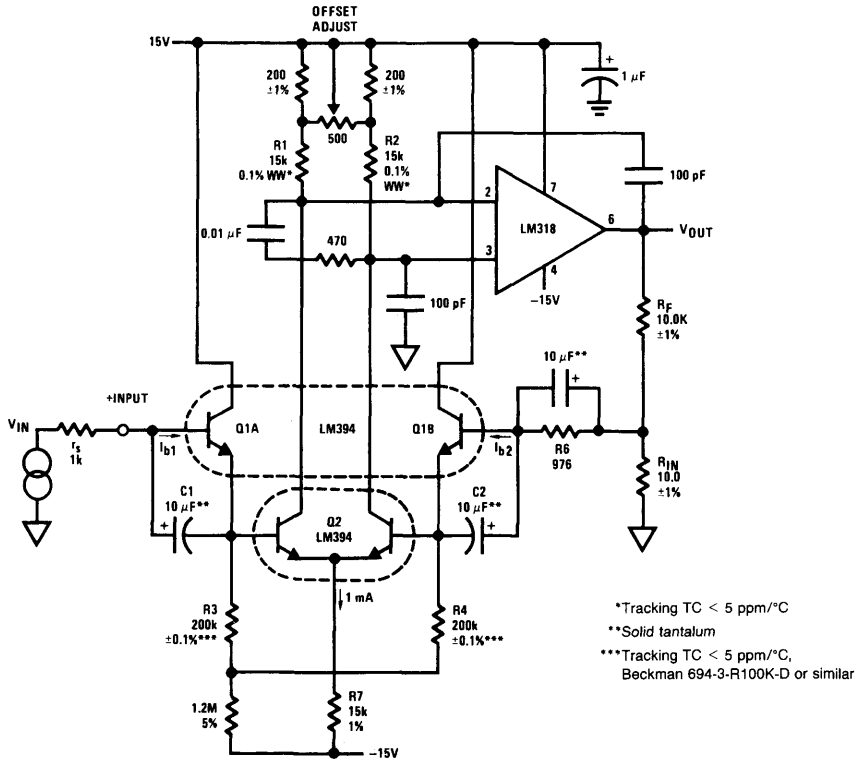 OFFSET
ADJUST
15V
200
±1%
200
±1%
+
1 µF
500
R1
15k
0.1% WW*
R2
15k
0.1%
WW*
100 pF
2
7
LM318
6
VOUT
3
4
-15V
0.01 µF
470
100 pF
RF
10.0K
±1%
10 µF**
+
+INPUT
VIN
rs
1k
Ib1
Q1A
LM394
Q1B
Ib2
R6
976
RIN
10.0
±1%
C1
10 µF**
+
Q2
LM394
C2
10 µF**
+
1 mA
R3
200k
±0.1%***
R4
200k
±0.1%***
1.2M
5%
R7
15k
1%
-15V
*Tracking TC < 5 ppm/°C
**Solid tantalum
***Tracking TC < 5 ppm/°C,
Beckman 694-3-R100K-D or similar